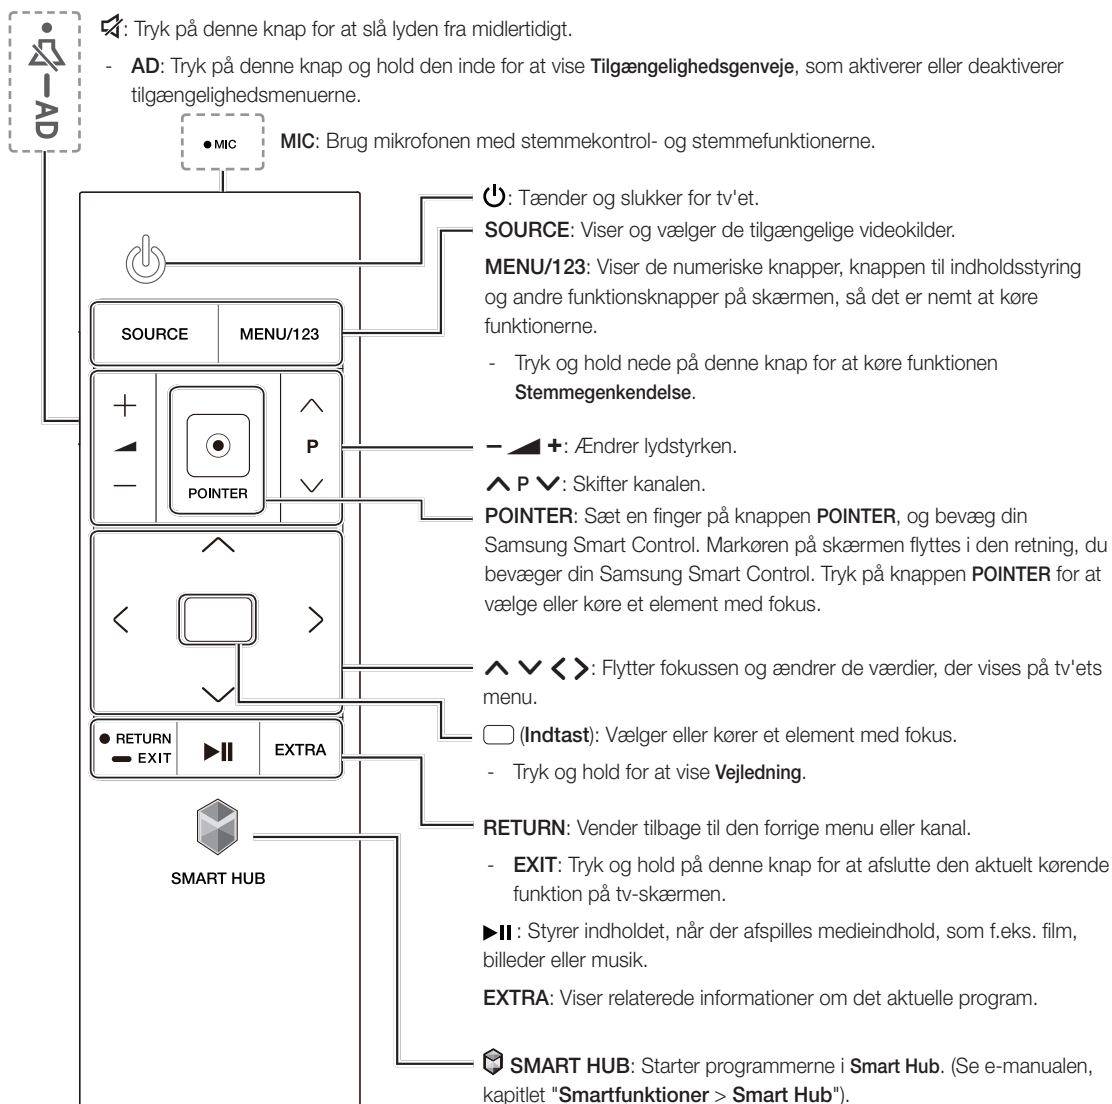 : Tryk på denne knap for at slå lyden fra midlertidigt.
- AD: Tryk på denne knap og hold den inde for at vise Tilgængelighedsgenveje, som aktiverer eller deaktiverer
tilgængelighedsmenuerne.
AD
MIC
MIC: Brug mikrofonen med stemmekontrol- og stemmefunktionerne.
: Tænder og slukker for tv'et.
SOURCE: Viser og vælger de tilgængelige videokilder.
MENU/123: Viser de numeriske knapper, knappen til indholdsstyring
og andre funktionsknapper på skærmen, så det er nemt at køre
funktionerne.
- Tryk og hold nede på denne knap for at køre funktionen
Stemmegenkendelse.
SOURCE
MENU/123
P
POINTER
− +: Ændrer lydstyrken.
P : Skifter kanalen.
POINTER: Sæt en finger på knappen POINTER, og bevæg din
Samsung Smart Control. Markøren på skærmen flyttes i den retning, du
bevæger din Samsung Smart Control. Tryk på knappen POINTER for at
vælge eller køre et element med fokus.
: Flytter fokussen og ændrer de værdier, der vises på tv'ets
menu.
(Indtast): Vælger eller kører et element med fokus.
- Tryk og hold for at vise Vejledning.
RETURN
EXIT
EXTRA
SMART HUB
RETURN: Vender tilbage til den forrige menu eller kanal.
- EXIT: Tryk og hold på denne knap for at afslutte den aktuelt kørende
funktion på tv-skærmen.
: Styrer indholdet, når der afspilles medieindhold, som f.eks. film,
billeder eller musik.
EXTRA: Viser relaterede informationer om det aktuelle program.
SMART HUB: Starter programmerne i Smart Hub. (Se e-manualen,
kapitlet "Smartfunktioner > Smart Hub").